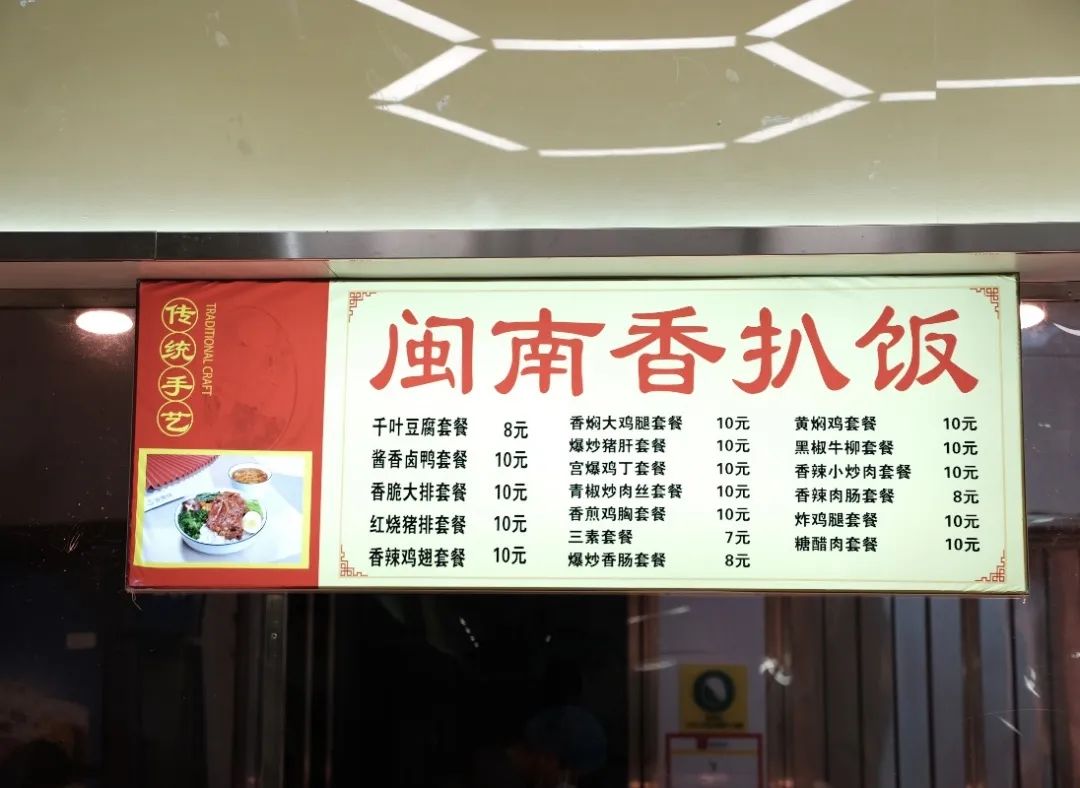 传统手艺
TRADITIONAL CRAFT
闽南香扒饭
千叶豆腐套餐 8元
酱香卤鸭套餐 10元
香脆大排套餐 10元
红烧猪排套餐 10元
香辣鸡翅套餐 10元
香焖大鸡腿套餐 10元
爆炒猪肝套餐 10元
宫爆鸡丁套餐 10元
青椒炒肉丝套餐 10元
香煎鸡胸套餐 10元
三素套餐 7元
爆炒香肠套餐 8元
黄焖鸡套餐 10元
黑椒牛柳套餐 10元
香辣小炒肉套餐 10元
香辣肉肠套餐 8元
炸鸡腿套餐 10元
糖醋肉套餐 10元